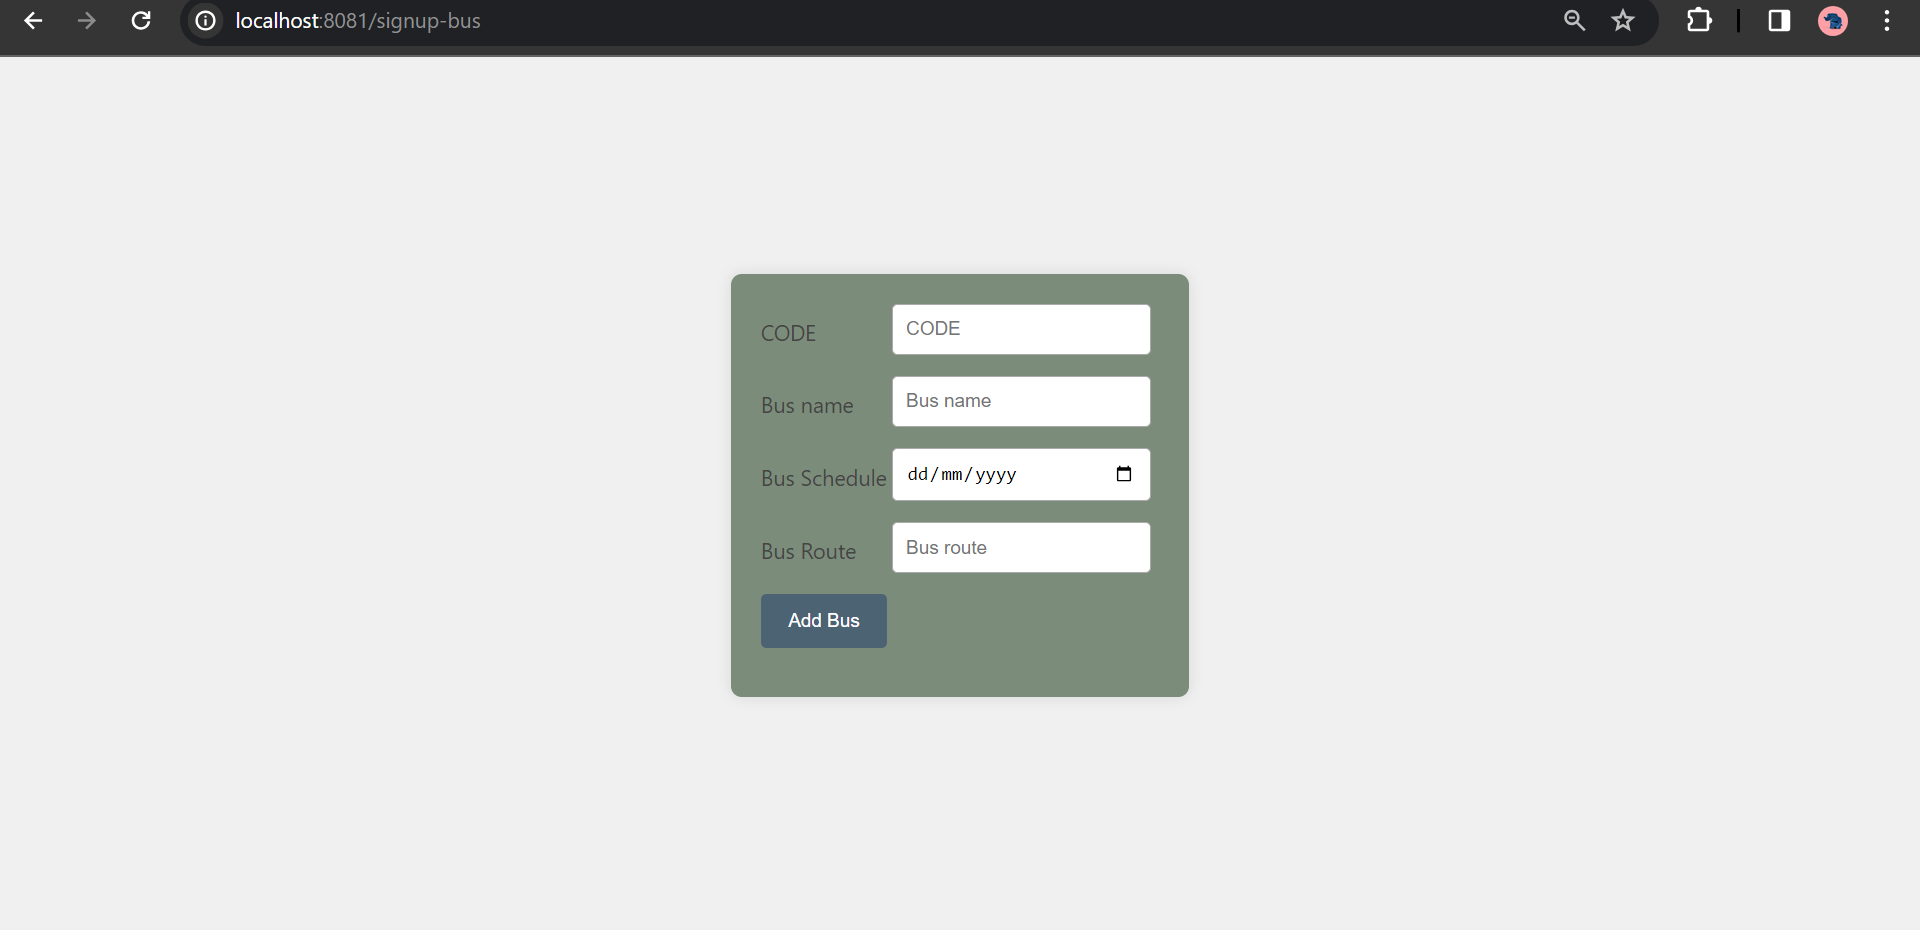 localhost:8081/signup-bus
CODE CODE
Bus name Bus name
Bus Schedule dd/mm/yyyy
Bus Route Bus route
Add Bus